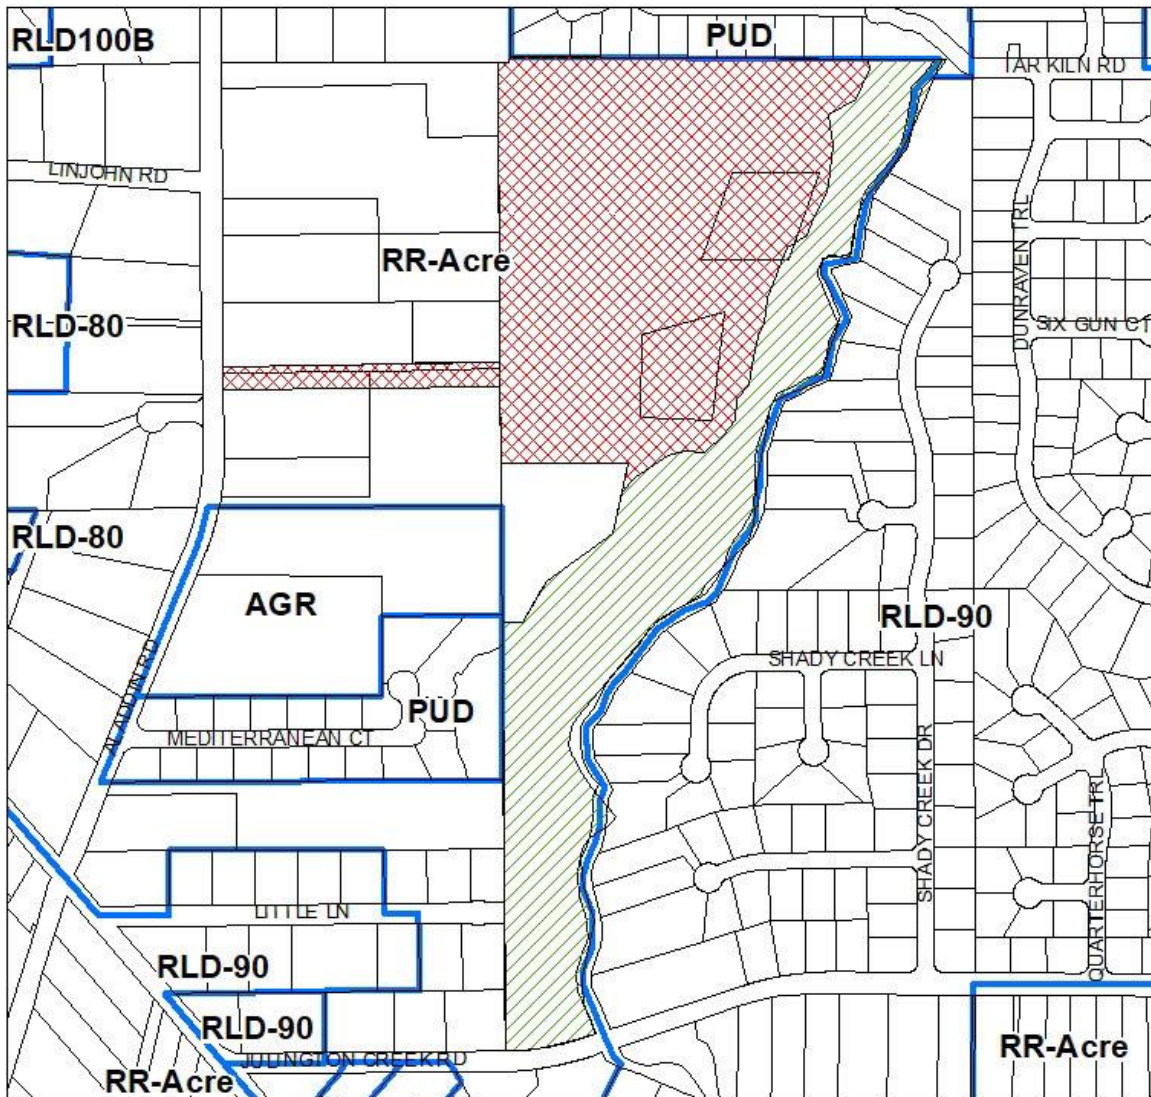 RLD100B
PUD
TAR KILN RD
LINJOHN RD
DUNRAVEN TRL
RR-Acre
RLD-80
SIX GUN CT
RLD-80
AGR
RLD-90
SHADY CREEK LN
ALADDIN RD
PUD
MEDITERRANEAN CT
SHADY CREEK DR
QUARTERHORSE TRL
LITTLE LN
RLD-90
RLD-90
JULINGTON CREEK RD
RR-Acre
RR-Acre